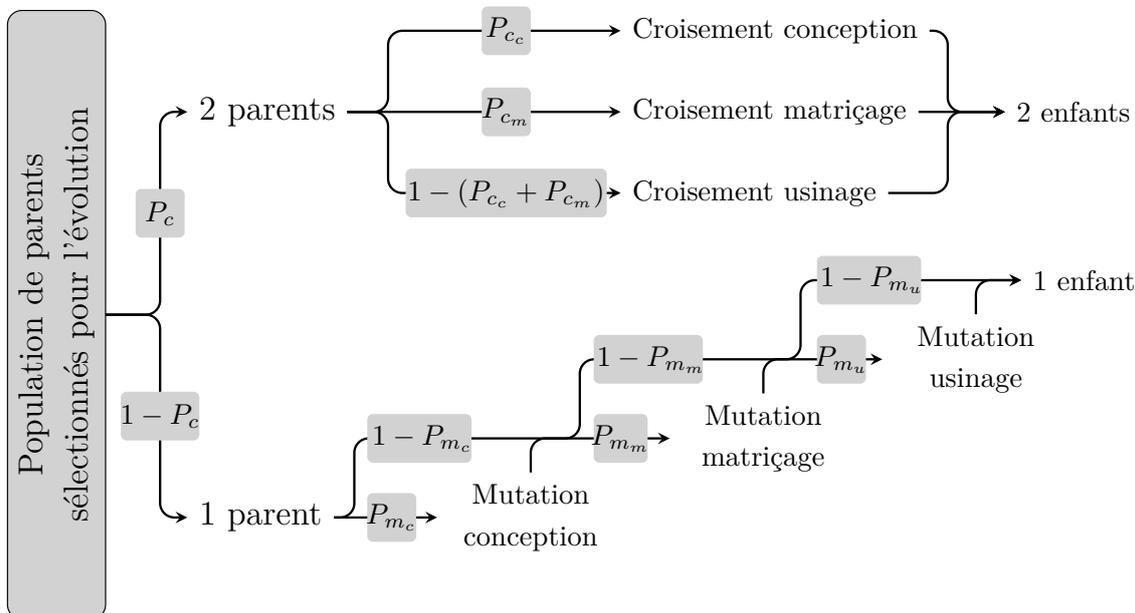 Population de parents
sélectionnés pour l'évolution
P_c
1 − P_c
2 parents
P_{c_c}
Croisement conception
P_{c_m}
Croisement matriçage
1 − (P_{c_c} + P_{c_m})
Croisement usinage
2 enfants
1 parent
1 − P_{m_c}
P_{m_c}
Mutation
conception
1 − P_{m_m}
P_{m_m}
Mutation
matriçage
1 − P_{m_u}
P_{m_u}
Mutation
usinage
1 enfant